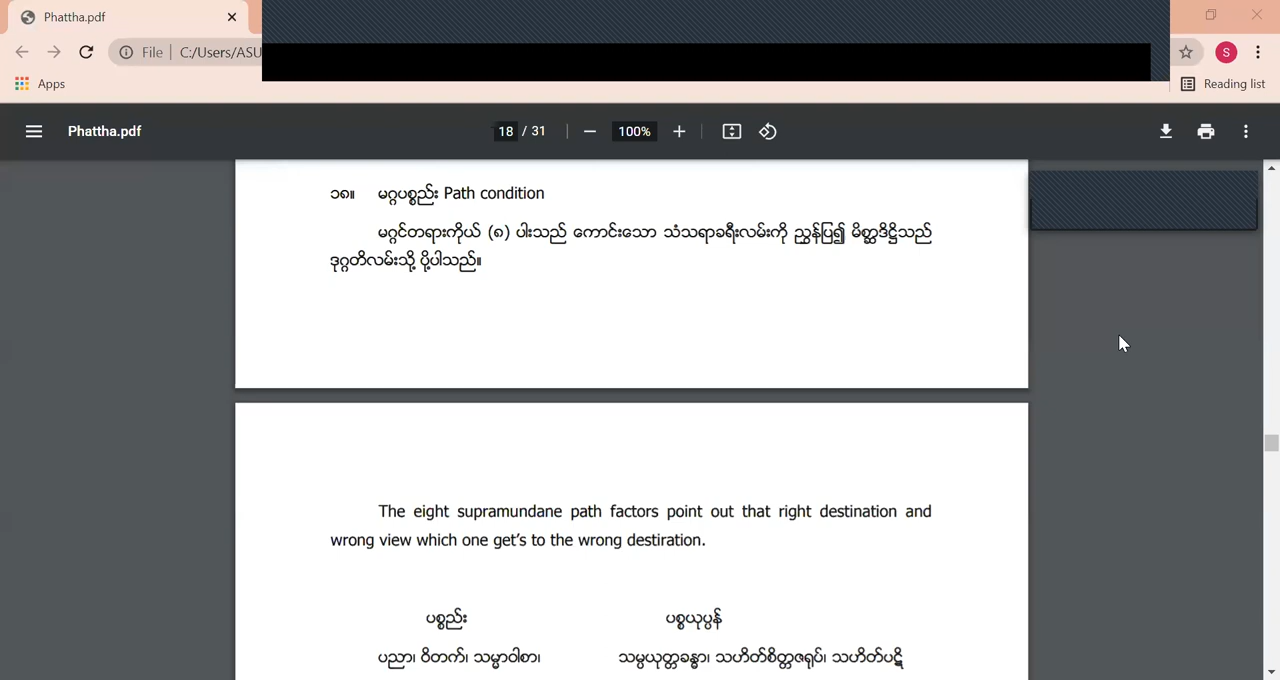 Phattha.pdf
File C:/Users/ASU
Apps
Reading list
S
Phattha.pdf
18 / 31
100%
၁၈။ မဂ္ဂပစ္စည်း Path condition
မဂ္ဂင်တရားကိုယ် (၈) ပါးသည် ကောင်းသော သံသရာခရီးလမ်းကို ညွှန်ပြ၍ မိစ္ဆာဒိဋ္ဌိသည်
ဒုဂ္ဂတိလမ်းသို့ ပို့ပါသည်။
The eight supramundane path factors point out that right destination and
wrong view which one get's to the wrong destiration.
ပစ္စည်း ပစ္စယုပ္ပန်
ပညာ၊ ဝိတက်၊ သမ္မာဝါစာ၊ သမ္ပယုတ္တခန္ဓာ၊ သဟိတ်စိတ္တဇရုပ်၊ သဟိတ်ပဋိ